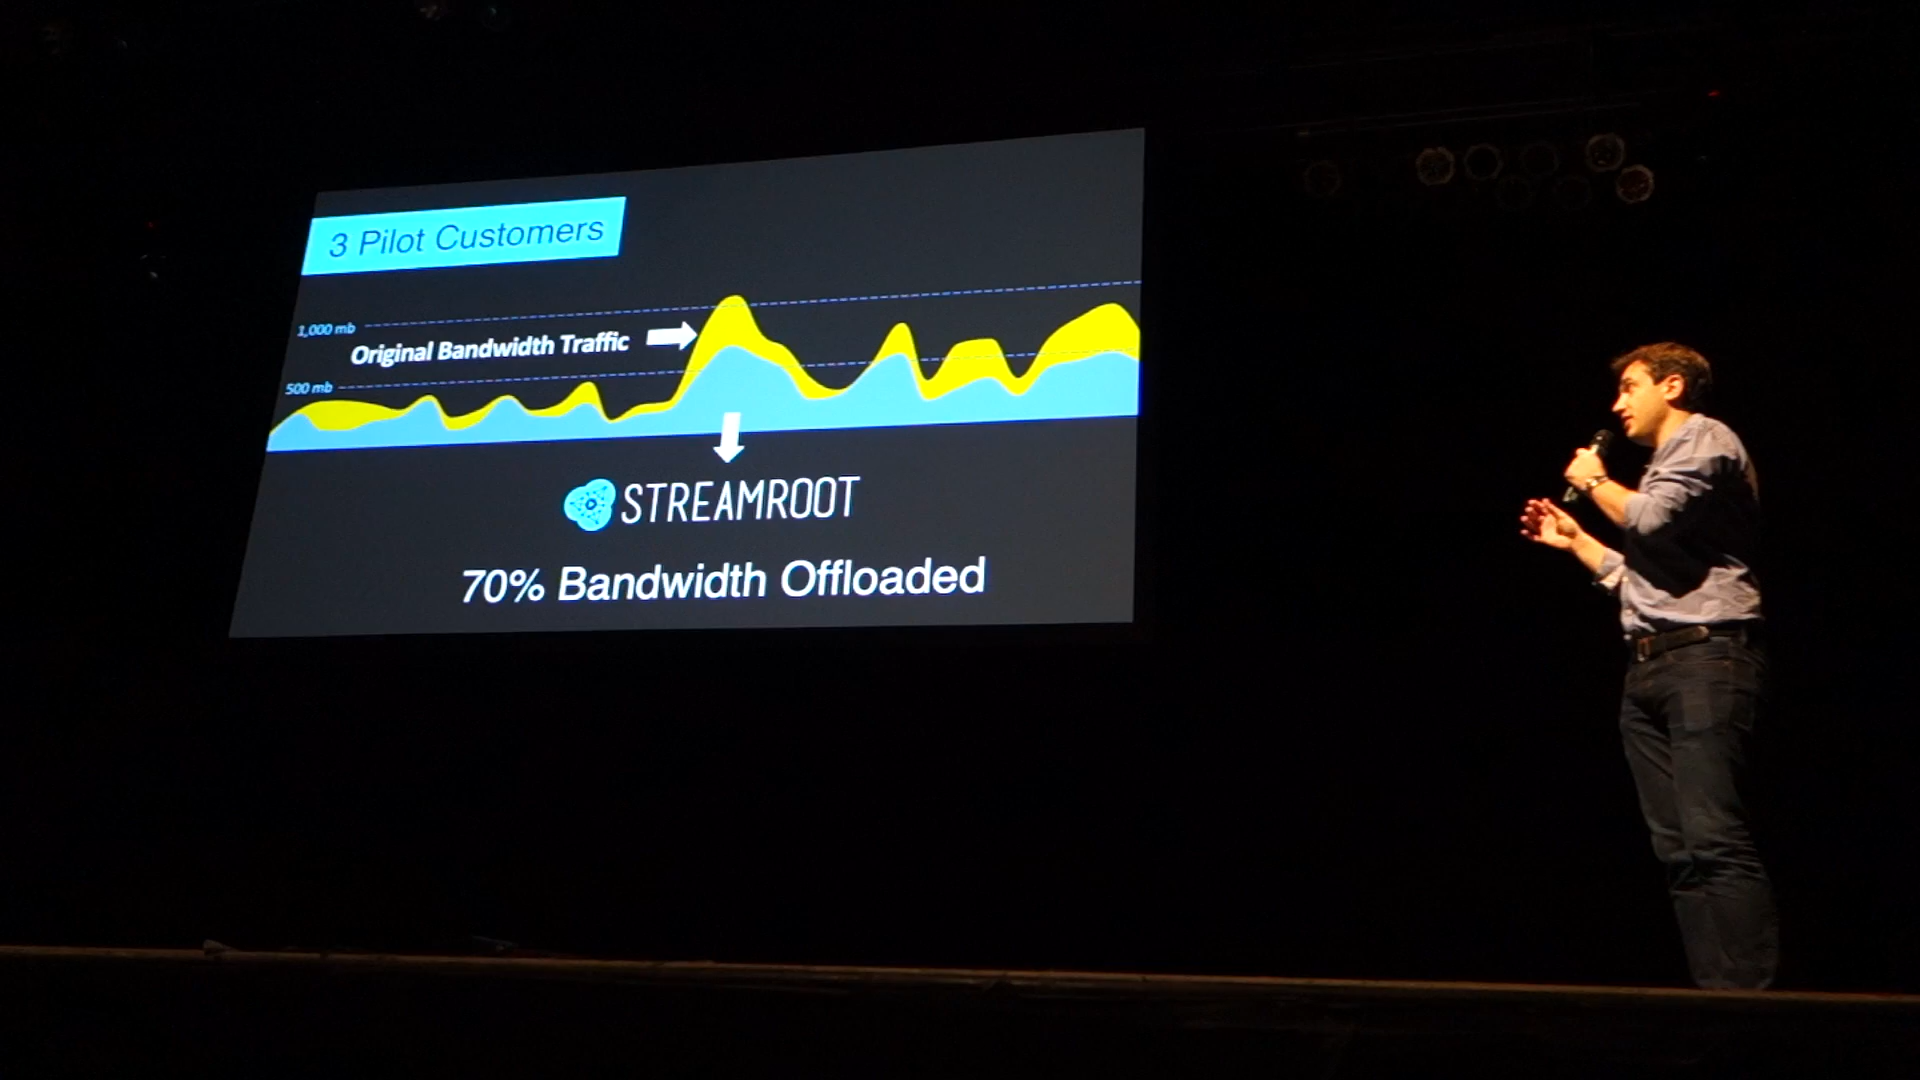 3 Pilot Customers
1,000 mb
Original Bandwidth Traffic
500 mb
STREAMROOT
70% Bandwidth Offloaded